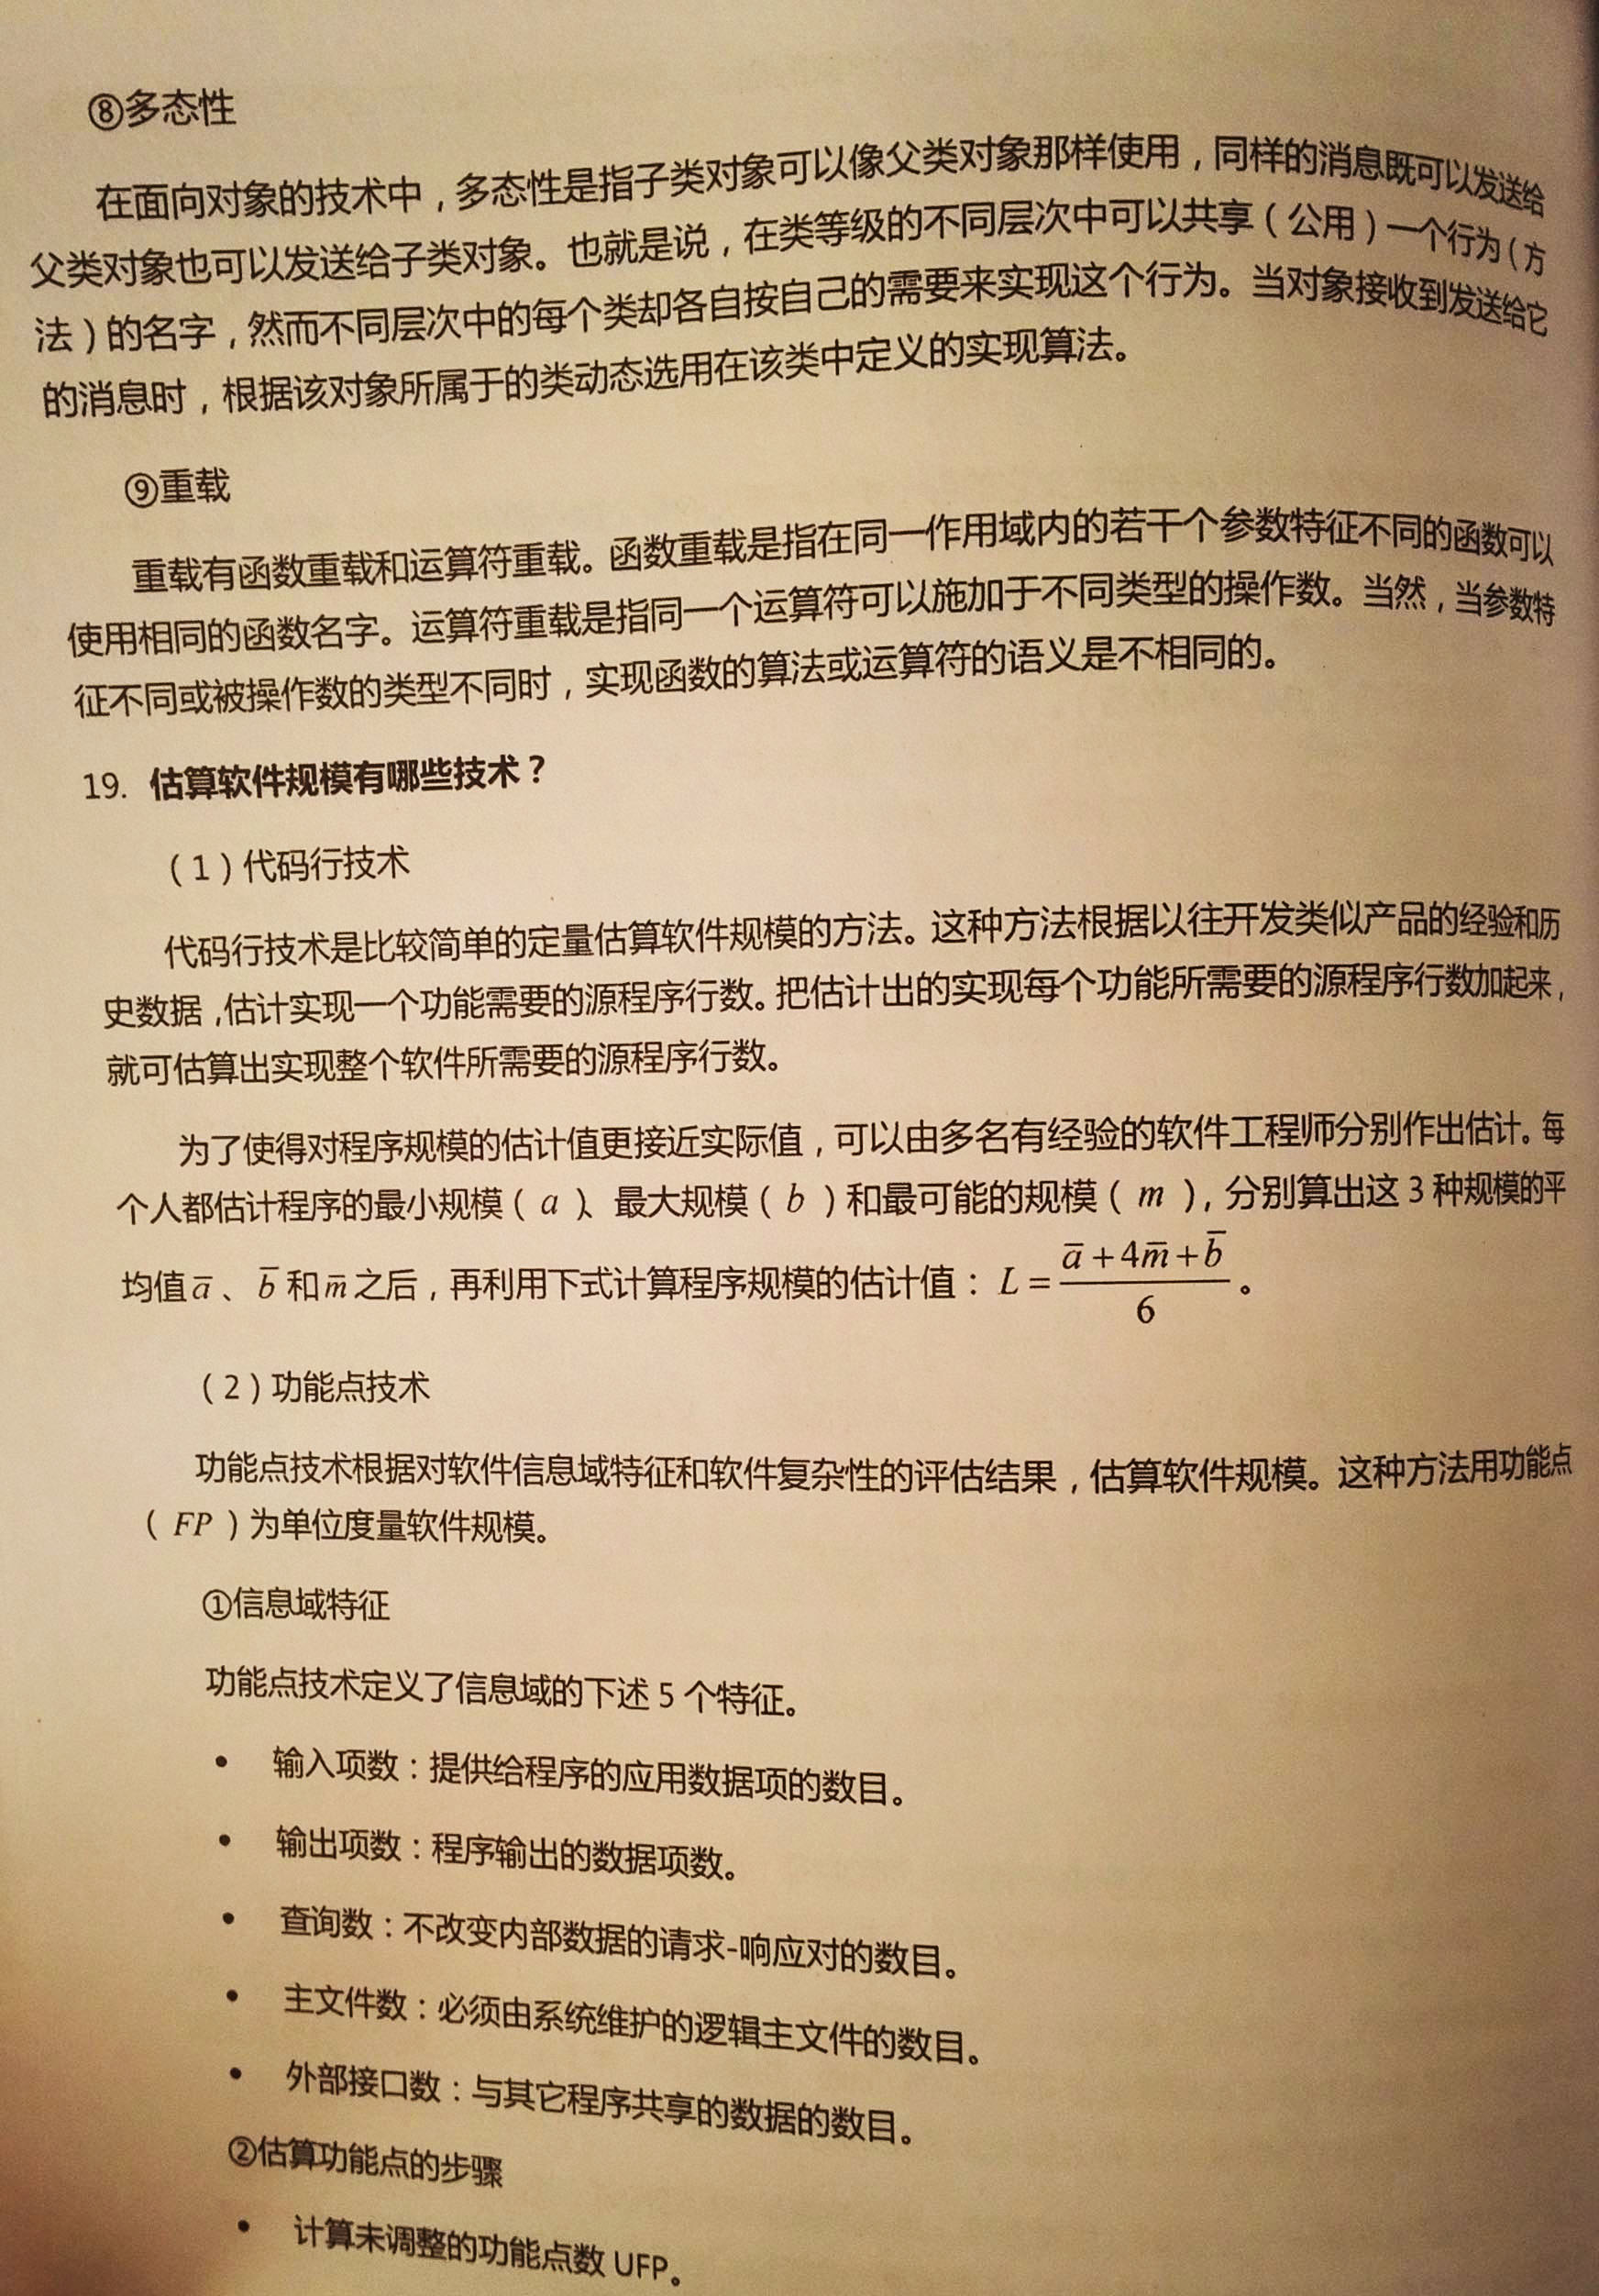 ⑧多态性
在面向对象的技术中，多态性是指子类对象可以像父类对象那样使用，同样的消息既可以发送给
父类对象也可以发送给子类对象。也就是说，在类等级的不同层次中可以共享（公用）一个行为（方
法）的名字，然而不同层次中的每个类却各自按自己的需要来实现这个行为。当对象接收到发送给它
的消息时，根据该对象所属于的类动态选用在该类中定义的实现算法。
⑨重载
重载有函数重载和运算符重载。函数重载是指在同一作用域内的若干个参数特征不同的函数可以
使用相同的函数名字。运算符重载是指同一个运算符可以施加于不同类型的操作数。当然，当参数特
征不同或被操作数的类型不同时，实现函数的算法或运算符的语义是不相同的。
19. 估算软件规模有哪些技术？
（1）代码行技术
代码行技术是比较简单的定量估算软件规模的方法。这种方法根据以往开发类似产品的经验和历
史数据，估计实现一个功能需要的源程序行数。把估计出的实现每个功能所需要的源程序行数加起来，
就可估算出实现整个软件所需要的源程序行数。
为了使得对程序规模的估计值更接近实际值，可以由多名有经验的软件工程师分别作出估计。每
个人都估计程序的最小规模（a）、最大规模（b）和最可能的规模（m），分别算出这 3 种规模的平
均值a̅、b̅和m̅之后，再利用下式计算程序规模的估计值：L = (a̅+4m̅+b̅)/6。
（2）功能点技术
功能点技术根据对软件信息域特征和软件复杂性的评估结果，估算软件规模。这种方法用功能点
（FP）为单位度量软件规模。
①信息域特征
功能点技术定义了信息域的下述 5 个特征。
• 输入项数：提供给程序的应用数据项的数目。
• 输出项数：程序输出的数据项数。
• 查询数：不改变内部数据的请求-响应对的数目。
• 主文件数：必须由系统维护的逻辑主文件的数目。
• 外部接口数：与其它程序共享的数据的数目。
②估算功能点的步骤
• 计算未调整的功能点数 UFP。